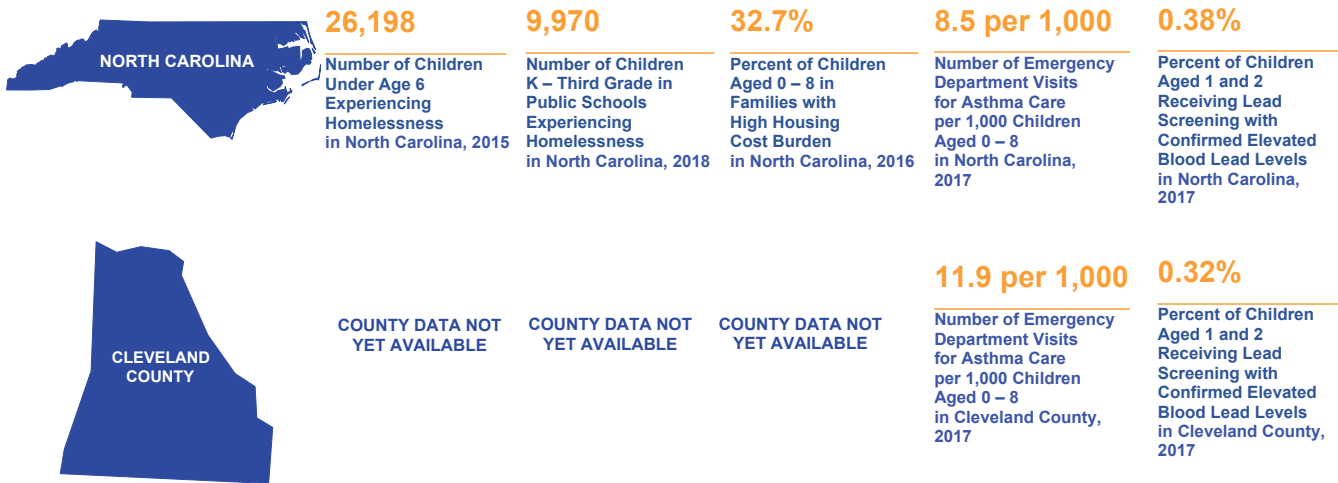 NORTH CAROLINA
26,198
Number of Children
Under Age 6
Experiencing
Homelessness
in North Carolina, 2015
9,970
Number of Children
K – Third Grade in
Public Schools
Experiencing
Homelessness
in North Carolina, 2018
32.7%
Percent of Children
Aged 0 – 8 in
Families with
High Housing
Cost Burden
in North Carolina, 2016
8.5 per 1,000
Number of Emergency
Department Visits
for Asthma Care
per 1,000 Children
Aged 0 – 8
in North Carolina,
2017
0.38%
Percent of Children
Aged 1 and 2
Receiving Lead
Screening with
Confirmed Elevated
Blood Lead Levels
in North Carolina,
2017
CLEVELAND
COUNTY
COUNTY DATA NOT
YET AVAILABLE
COUNTY DATA NOT
YET AVAILABLE
COUNTY DATA NOT
YET AVAILABLE
11.9 per 1,000
Number of Emergency
Department Visits
for Asthma Care
per 1,000 Children
Aged 0 – 8
in Cleveland County,
2017
0.32%
Percent of Children
Aged 1 and 2
Receiving Lead
Screening with
Confirmed Elevated
Blood Lead Levels
in Cleveland County,
2017